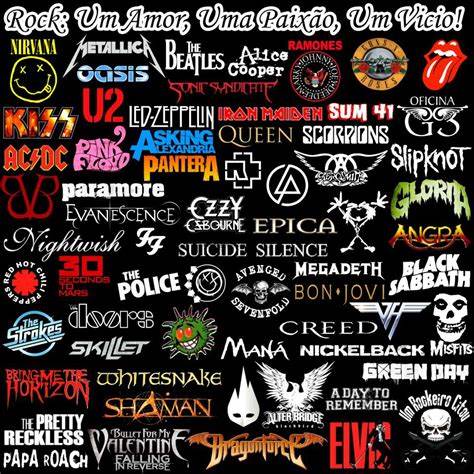 Rock: Um Amor, Uma Paixão, Um Vicio!
NIRVANA
METALLICA
THE BEATLES
Alice Cooper
RAMONES
GUNS N ROSES
OASIS
SONIC SYNDICATE
KISS
U2
LED-ZEPPELIN
IRON MAIDEN
SUM 41
OFICINA G3
QUEEN
SCORPIONS
AC/DC
PINK FLOYD
ASKING ALEXANDRIA
PANTERA
AEROSMITH
SLIPKNOT
paramore
GLORIA
EVANESCENCE
OZZY OSBOURNE
EPICA
ANGRA
Nightwish
FF
SUICIDE SILENCE
RED HOT CHILI PEPPERS
30 SECONDS TO MARS
THE POLICE
AVENGED SEVENFOLD
MEGADETH
BLACK SABBATH
BON JOVI
The Strokes
the doors
VH
CREED
MISFITS
SKILLET
MANÁ
NICKELBACK
BRING ME THE HORIZON
WHITESNAKE
GREEN DAY
SHAMAN
ALTER BRIDGE
blackbird
A DAY TO REMEMBER
Um Rockeiro Cristão
THE PRETTY RECKLESS
BULLET FOR MY VALENTINE
FALLING IN REVERSE
PAPA ROACH
DRAGONFORCE
ELVIS